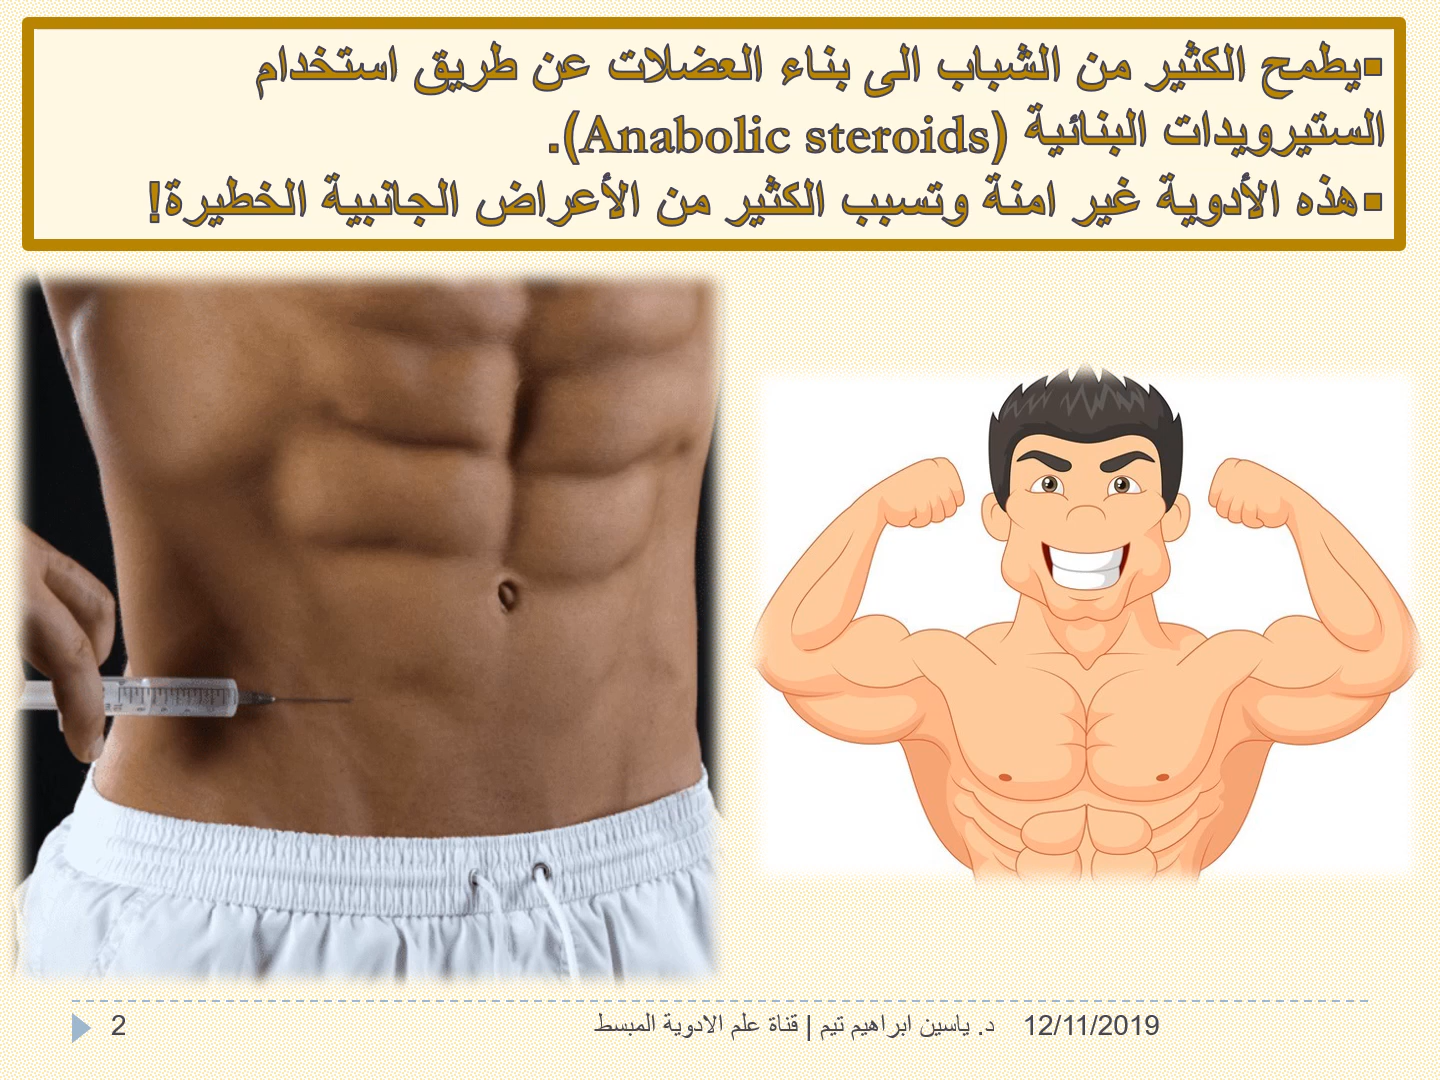 ▪يطمح الكثير من الشباب الى بناء العضلات عن طريق استخدام
الستيرويدات البنائية (Anabolic steroids).
▪هذه الأدوية غير امنة وتسبب الكثير من الأعراض الجانبية الخطيرة!
12/11/2019
د. ياسين ابراهيم تيم | قناة علم الادوية المبسط
2